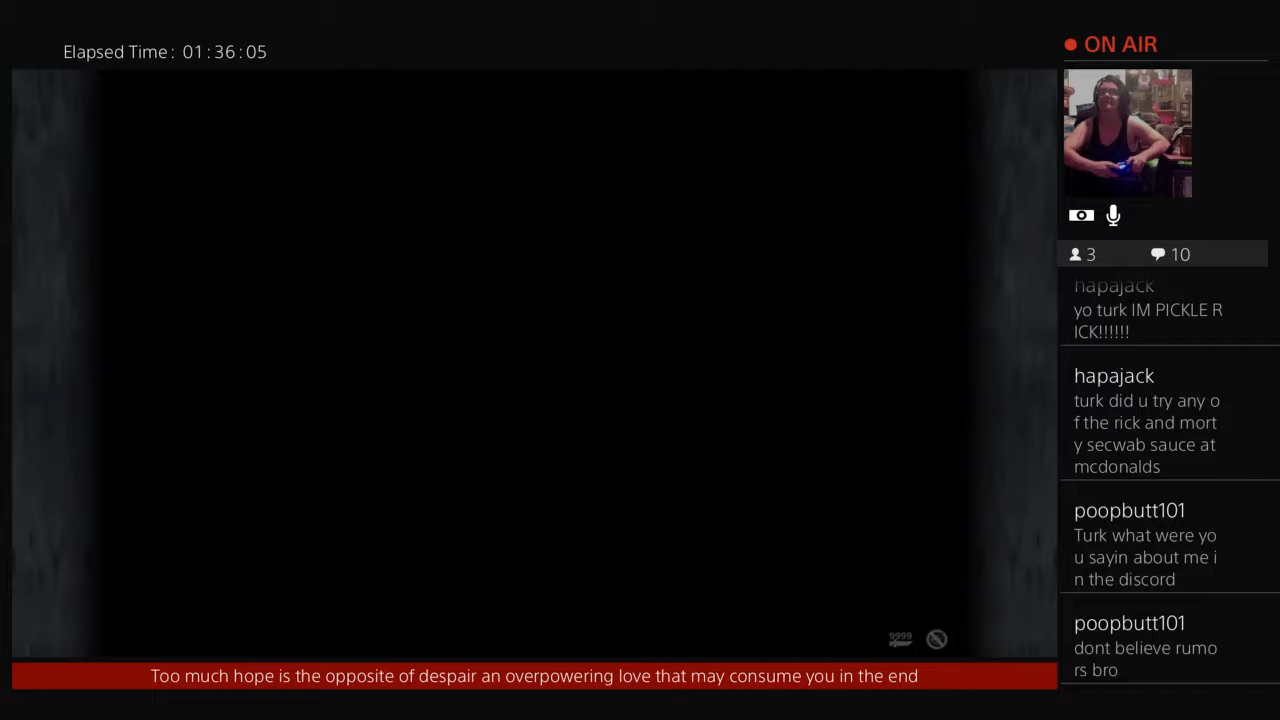 Elapsed Time: 01:36:05
ON AIR
3 10
hapajack
yo turk IM PICKLE R
ICK!!!!!!
hapajack
turk did u try any o
f the rick and mort
y secwab sauce at
mcdonalds
poopbutt101
Turk what were yo
u sayin about me i
n the discord
poopbutt101
dont believe rumo
rs bro
9999
Too much hope is the opposite of despair an overpowering love that may consume you in the end